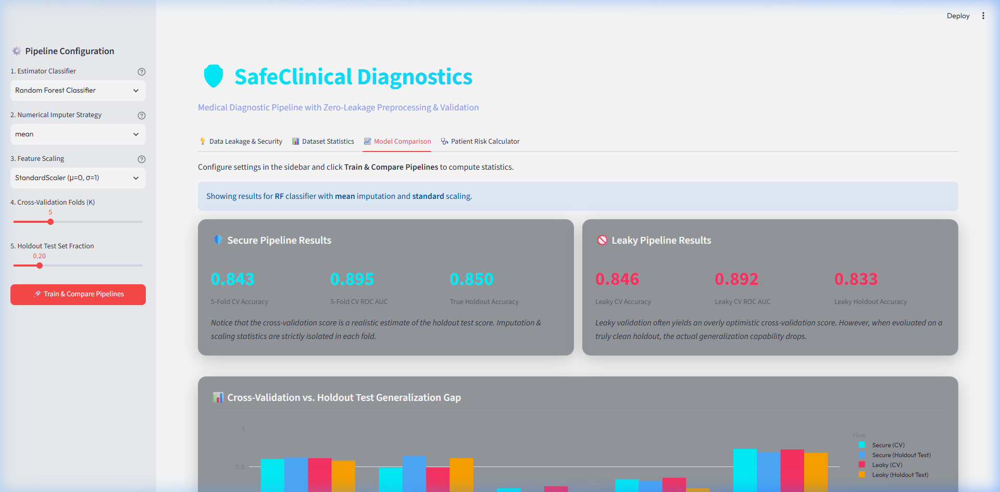 Deploy
Pipeline Configuration
1. Estimator Classifier
Random Forest Classifier
2. Numerical Imputer Strategy
mean
3. Feature Scaling
StandardScaler (μ=0, σ=1)
4. Cross-Validation Folds (K)
5
5. Holdout Test Set Fraction
0.20
Train & Compare Pipelines
SafeClinical Diagnostics
Medical Diagnostic Pipeline with Zero-Leakage Preprocessing & Validation
Data Leakage & Security
Dataset Statistics
Model Comparison
Patient Risk Calculator
Configure settings in the sidebar and click Train & Compare Pipelines to compute statistics.
Showing results for RF classifier with mean imputation and standard scaling.
Secure Pipeline Results
0.843 0.895 0.850
5-Fold CV Accuracy 5-Fold CV ROC AUC True Holdout Accuracy
Notice that the cross-validation score is a realistic estimate of the holdout test score. Imputation &
scaling statistics are strictly isolated in each fold.
Leaky Pipeline Results
0.846 0.892 0.833
Leaky CV Accuracy Leaky CV ROC AUC Leaky Holdout Accuracy
Leaky validation often yields an overly optimistic cross-validation score. However, when evaluated on a
truly clean holdout, the actual generalization capability drops.
Cross-Validation vs. Holdout Test Generalization Gap
1
0.8
Flow
Secure (CV)
Secure (Holdout Test)
Leaky (CV)
Leaky (Holdout Test)